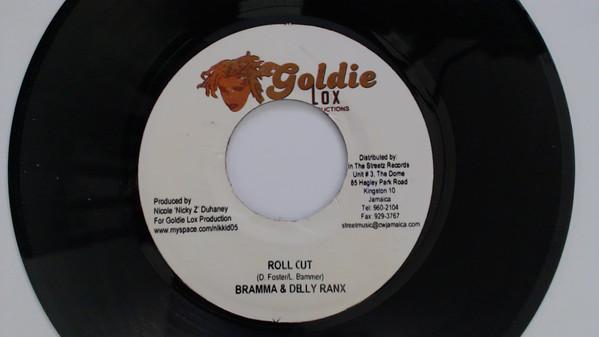 Goldie
LOX
UCTIONS
Distributed by:
In The Streetz Records
Unit # 3, The Dome
85 Hagley Park Road
Kingston 10
Jamaica
Tel: 960-2104
Fax: 929-3767
streetmusic@cwjamaica.com
Produced by
Nicole 'Nicky Z' Duhaney
For Goldie Lox Production
www.myspace.com/nikkid05
ROLL OUT
(D. Foster/L. Bammer)
BRAMMA & DELLY RANX